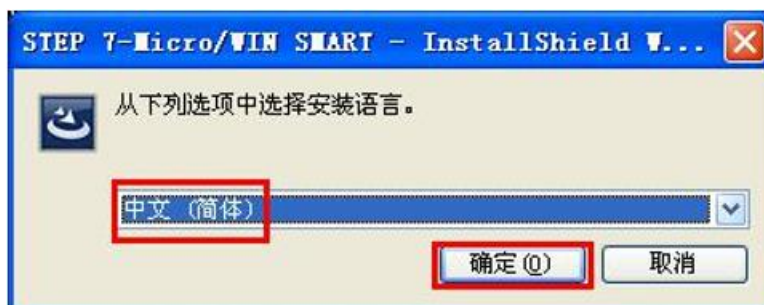 STEP 7-Micro/WIN SMART - InstallShield W...
从下列选项中选择安装语言。
中文 (简体)
确定(O) 取消